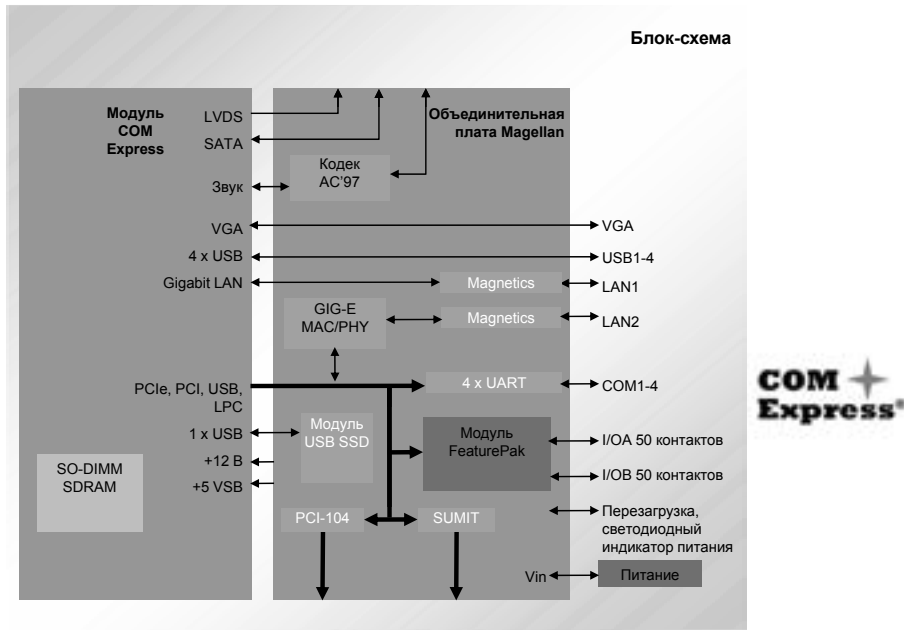 Блок-схема
Модуль
COM
Express
LVDS
SATA
Звук
VGA
4 x USB
Gigabit LAN
PCIe, PCI, USB,
LPC
1 x USB
+12 В
+5 VSB
SO-DIMM
SDRAM
Объединительная
плата Magellan
Кодек
AC'97
Magnetics
GIG-E
MAC/PHY
Magnetics
4 x UART
Модуль
USB SSD
Модуль
FeaturePak
PCI-104
SUMIT
Vin
VGA
USB1-4
LAN1
LAN2
COM1-4
I/OA 50 контактов
I/OB 50 контактов
Перезагрузка,
светодиодный
индикатор питания
Питание
COM
Express®